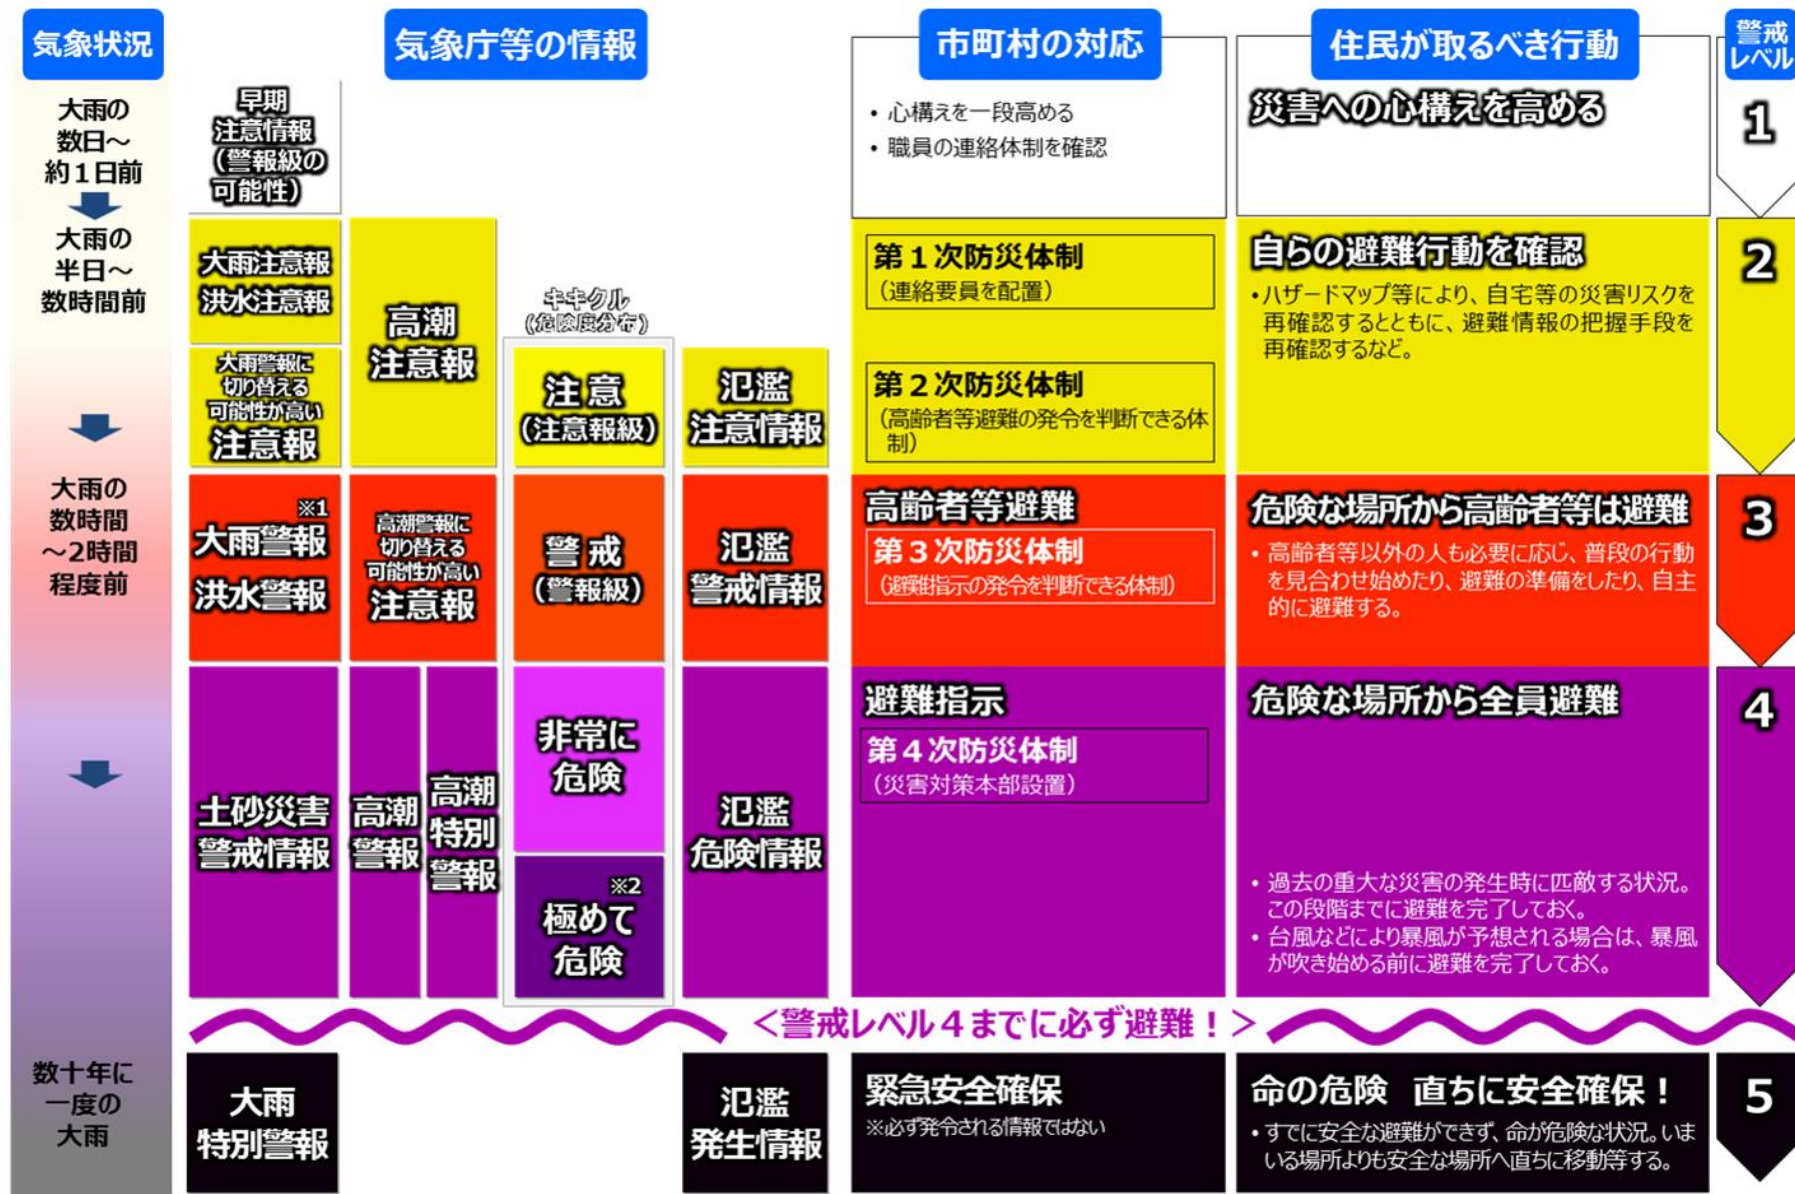 気象状況
気象庁等の情報
市町村の対応
住民が取るべき行動
警戒
レベル
大雨の
数日～
約１日前
早期
注意情報
（警報級の
可能性）
• 心構えを一段高める
• 職員の連絡体制を確認
災害への心構えを高める
1
大雨の
半日～
数時間前
大雨注意報
洪水注意報
高潮
注意報
キキクル
（危険度分布）
第１次防災体制
（連絡要員を配置）
自らの避難行動を確認
•ハザードマップ等により、自宅等の災害リスクを
再確認するとともに、避難情報の把握手段を
再確認するなど。
2
大雨警報に
切り替える
可能性が高い
注意報
注意
（注意報級）
氾濫
注意情報
第２次防災体制
（高齢者等避難の発令を判断できる体
制）
大雨の
数時間
～2時間
程度前
※1
大雨警報
洪水警報
高潮警報に
切り替える
可能性が高い
注意報
警戒
（警報級）
氾濫
警戒情報
高齢者等避難
第３次防災体制
（避難指示の発令を判断できる体制）
危険な場所から高齢者等は避難
• 高齢者等以外の人も必要に応じ、普段の行動
を見合わせ始めたり、避難の準備をしたり、自主
的に避難する。
3
土砂災害
警戒情報
高潮
警報
高潮
特別
警報
非常に
危険
※2
極めて
危険
氾濫
危険情報
避難指示
第４次防災体制
（災害対策本部設置）
危険な場所から全員避難
• 過去の重大な災害の発生時に匹敵する状況。
この段階までに避難を完了しておく。
• 台風などにより暴風が予想される場合は、暴風
が吹き始める前に避難を完了しておく。
4
＜警戒レベル４までに必ず避難！＞
数十年に
一度の
大雨
大雨
特別警報
氾濫
発生情報
緊急安全確保
※必ず発令される情報ではない
命の危険 直ちに安全確保！
• すでに安全な避難ができず、命が危険な状況。いま
いる場所よりも安全な場所へ直ちに移動等する。
5